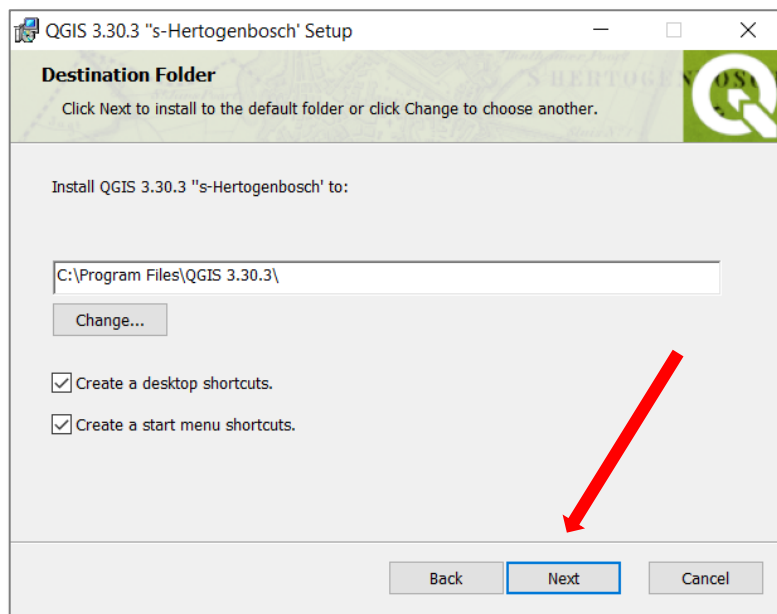 QGIS 3.30.3 "s-Hertogenbosch' Setup
Destination Folder
Click Next to install to the default folder or click Change to choose another.
Install QGIS 3.30.3 "s-Hertogenbosch' to:
C:\Program Files\QGIS 3.30.3\
Change...
Create a desktop shortcuts.
Create a start menu shortcuts.
Back
Next
Cancel